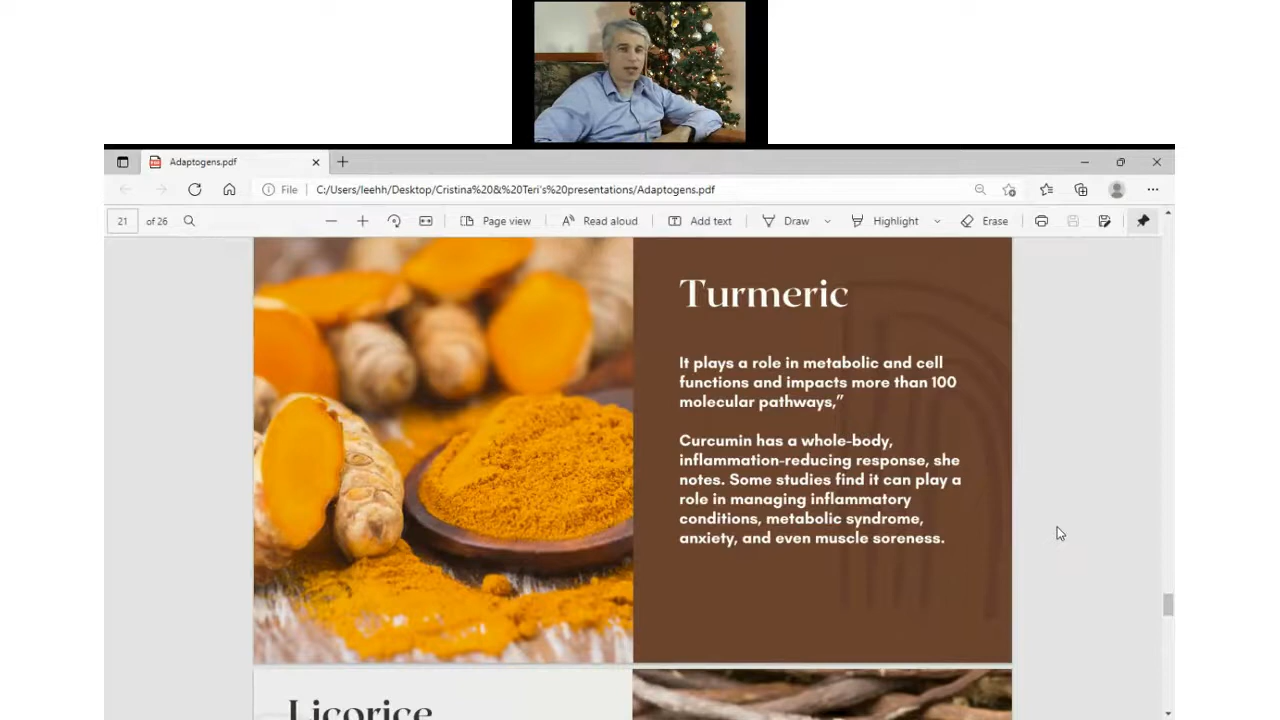 Adaptogens.pdf
File
C:/Users/leehh/Desktop/Cristina%20&%20Teri's%20presentations/Adaptogens.pdf
21 of 26
Page view
Read aloud
Add text
Draw
Highlight
Erase
Turmeric
It plays a role in metabolic and cell
functions and impacts more than 100
molecular pathways,”
Curcumin has a whole-body,
inflammation-reducing response, she
notes. Some studies find it can play a
role in managing inflammatory
conditions, metabolic syndrome,
anxiety, and even muscle soreness.
Licorice